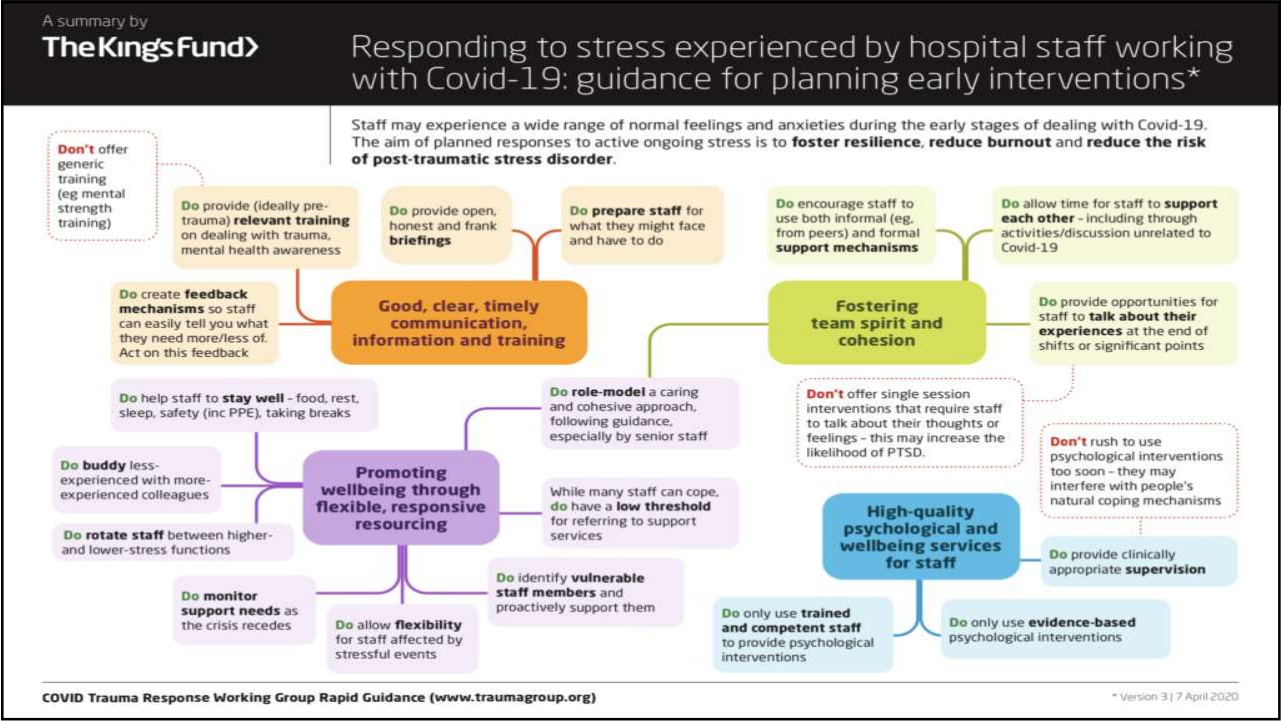 A summary by
TheKing'sFund>
Responding to stress experienced by hospital staff working
with Covid-19: guidance for planning early interventions*
Staff may experience a wide range of normal feelings and anxieties during the early stages of dealing with Covid-19.
The aim of planned responses to active ongoing stress is to foster resilience, reduce burnout and reduce the risk
of post-traumatic stress disorder.
Don't offer
generic
training
(eg mental
strength
training)
Do provide (ideally pre-
trauma) relevant training
on dealing with trauma,
mental health awareness
Do provide open,
honest and frank
briefings
Do prepare staff for
what they might face
and have to do
Do create feedback
mechanisms so staff
can easily tell you what
they need more/less of.
Act on this feedback
Good, clear, timely
communication,
information and training
Do encourage staff to
use both informal (eg,
from peers) and formal
support mechanisms
Do allow time for staff to support
each other – including through
activities/discussion unrelated to
Covid-19
Fostering
team spirit and
cohesion
Do provide opportunities for
staff to talk about their
experiences at the end of
shifts or significant points
Don't offer single session
interventions that require staff
to talk about their thoughts or
feelings – this may increase the
likelihood of PTSD.
Do help staff to stay well – food, rest,
sleep, safety (inc PPE), taking breaks
Do role-model a caring
and cohesive approach,
following guidance,
especially by senior staff
Do buddy less-
experienced with more-
experienced colleagues
Promoting
wellbeing through
flexible, responsive
resourcing
While many staff can cope,
do have a low threshold
for referring to support
services
Do rotate staff between higher-
and lower-stress functions
Do monitor
support needs as
the crisis recedes
Do allow flexibility
for staff affected by
stressful events
Do identify vulnerable
staff members and
proactively support them
Don't rush to use
psychological interventions
too soon – they may
interfere with people's
natural coping mechanisms
High-quality
psychological and
wellbeing services
for staff
Do provide clinically
appropriate supervision
Do only use trained
and competent staff
to provide psychological
interventions
Do only use evidence-based
psychological interventions
COVID Trauma Response Working Group Rapid Guidance (www.traumagroup.org)
* Version 3 | 7 April 2020